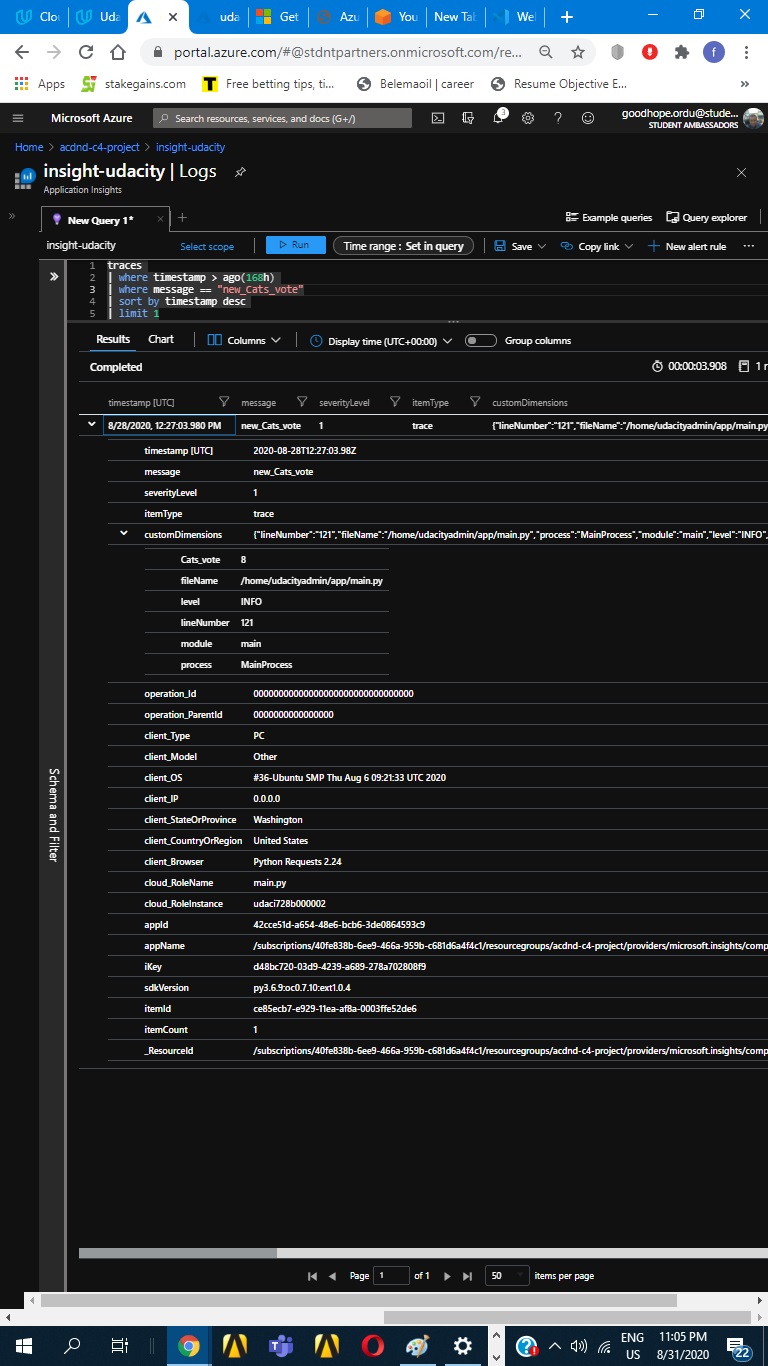 Clo
Uda
uda
Get
Azu
You
New Tab
Wel
portal.azure.com/#@stdntpartners.onmicrosoft.com/re...
f
Apps
stakegains.com
Free betting tips, ti...
Belemaoil | career
Resume Objective E...
»
Microsoft Azure
Search resources, services, and docs (G+/)
3
goodhope.ordu@stude...
STUDENT AMBASSADORS
Home > acdnd-c4-project > insight-udacity
insight-udacity | Logs
Application Insights
New Query 1*
Example queries
Query explorer
insight-udacity
Select scope
Run
Time range : Set in query
Save
Copy link
New alert rule
1 traces
2 | where timestamp > ago(168h)
3 | where message == "new_Cats_vote"
4 | sort by timestamp desc
5 | limit 1
Results Chart Columns Display time (UTC+00:00) Group columns
Completed 00:00:03.908 1 r
timestamp [UTC] message severityLevel itemType customDimensions
8/28/2020, 12:27:03.980 PM new_Cats_vote 1 trace {"lineNumber":"121","fileName":"/home/udacityadmin/app/main.py
timestamp [UTC] 2020-08-28T12:27:03.98Z
message new_Cats_vote
severityLevel 1
itemType trace
customDimensions {"lineNumber":"121","fileName":"/home/udacityadmin/app/main.py","process":"MainProcess","module":"main","level":"INFO",
Cats_vote 8
fileName /home/udacityadmin/app/main.py
level INFO
lineNumber 121
module main
process MainProcess
operation_Id 00000000000000000000000000000000
operation_ParentId 0000000000000000
client_Type PC
client_Model Other
client_OS #36-Ubuntu SMP Thu Aug 6 09:21:33 UTC 2020
client_IP 0.0.0.0
client_StateOrProvince Washington
client_CountryOrRegion United States
client_Browser Python Requests 2.24
cloud_RoleName main.py
cloud_RoleInstance udaci728b000002
appId 42cce51d-a654-48e6-bcb6-3de0864593c9
appName /subscriptions/40fe838b-6ee9-466a-959b-c681d6a4f4c1/resourcegroups/acdnd-c4-project/providers/microsoft.insights/comp
iKey d48bc720-03d9-4239-a689-278a702808f9
sdkVersion py3.6.9:oc0.7.10:ext1.0.4
itemId ce85ecb7-e929-11ea-af8a-0003ffe52de6
itemCount 1
_ResourceId /subscriptions/40fe838b-6ee9-466a-959b-c681d6a4f4c1/resourcegroups/acdnd-c4-project/providers/microsoft.insights/comp
Schema and Filter
Page 1 of 1 50 items per page
ENG 11:05 PM
US 8/31/2020
22